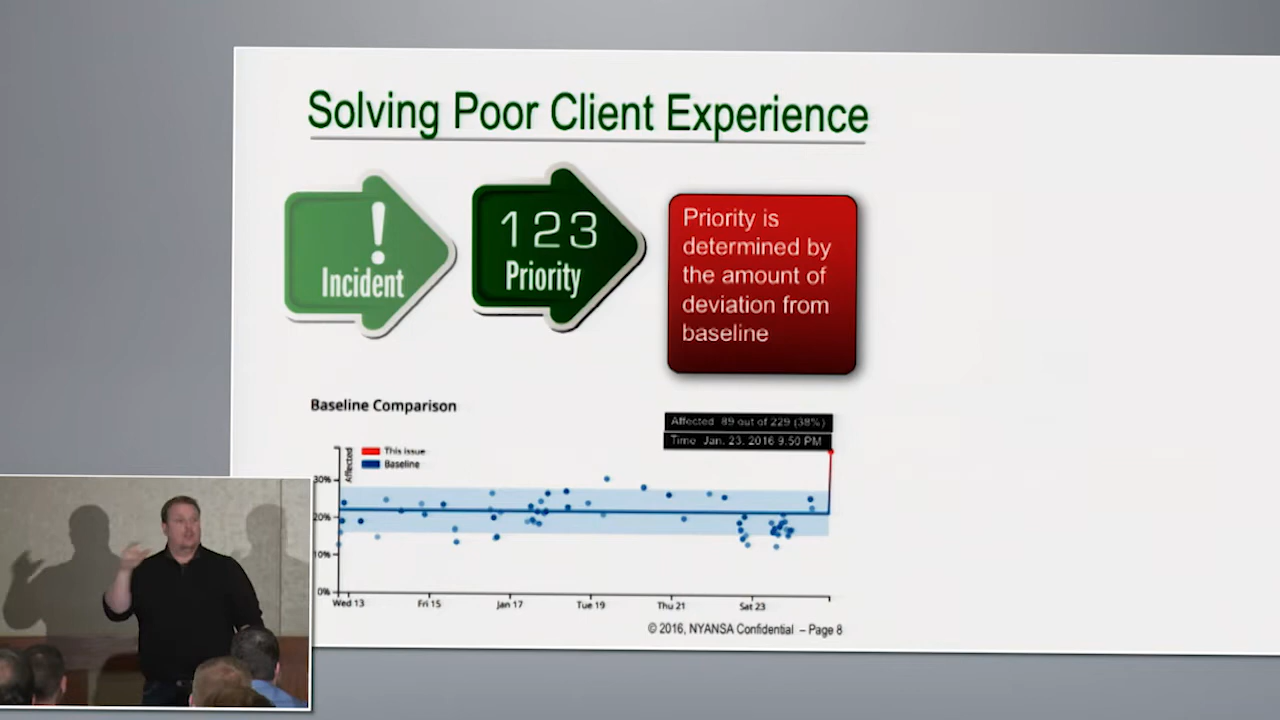 Solving Poor Client Experience
!
Incident
123
Priority
Priority is
determined by
the amount of
deviation from
baseline
Baseline Comparison
Affected 89 out of 229 (38%)
Time Jan. 23, 2016 9:50 PM
Affected
This issue
Baseline
30%
20%
10%
0%
Wed 13
Fri 15
Jan 17
Tue 19
Thu 21
Sat 23
© 2016, NYANSA Confidential – Page 8